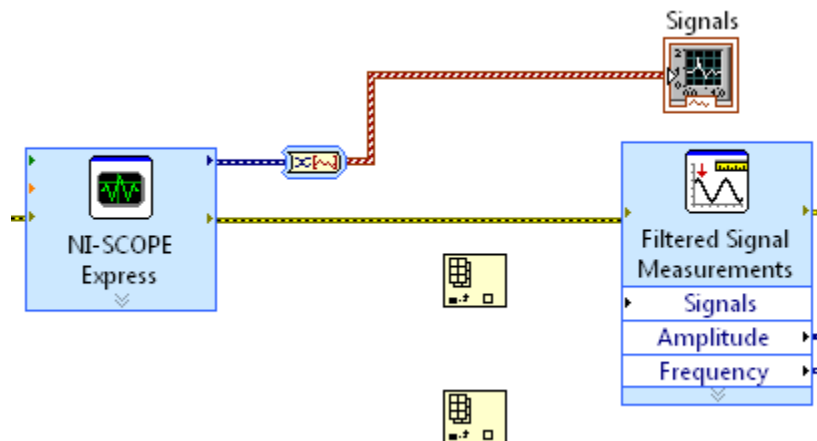 Signals
NI-SCOPE
Express
Filtered Signal
Measurements
Signals
Amplitude
Frequency